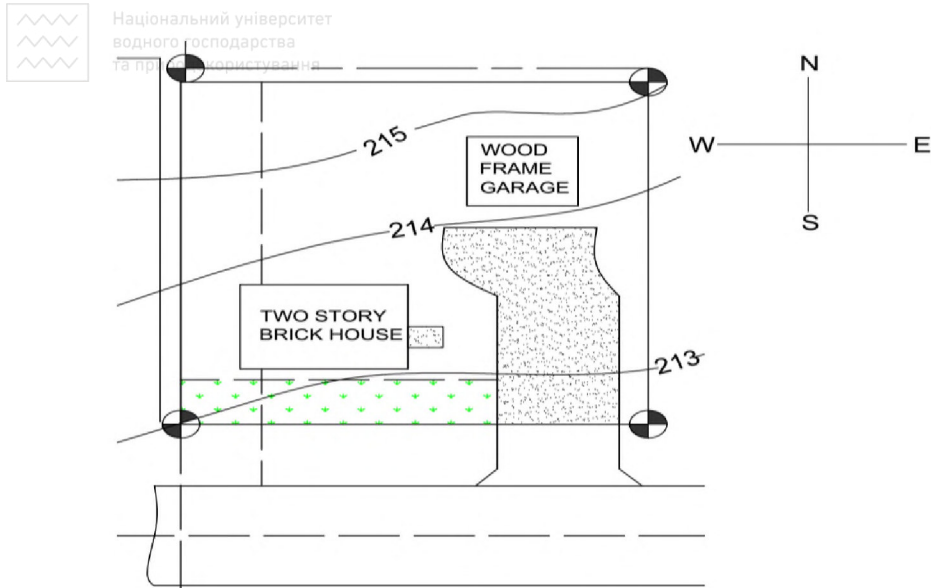 Національний університет
водного господарства
та природокористування
215
WOOD
FRAME
GARAGE
N
W
E
S
214
TWO STORY
BRICK HOUSE
213